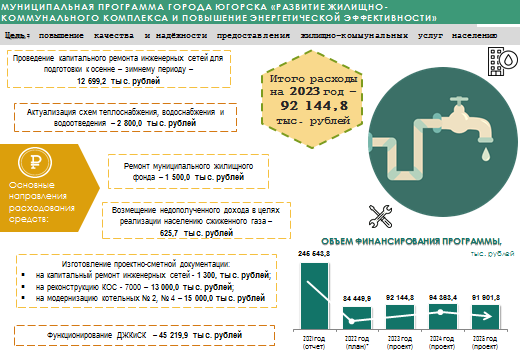 МУНИЦИПАЛЬНАЯ ПРОГРАММА ГОРОДА ЮГОРСКА «РАЗВИТИЕ ЖИЛИЩНО-
КОММУНАЛЬНОГО КОМПЛЕКСА И ПОВЫШЕНИЕ ЭНЕРГЕТИЧЕСКОЙ ЭФФЕКТИВНОСТИ»
Цель: повышение качества и надёжности предоставления жилищно-коммунальных услуг населению
Проведение капитального ремонта инженерных сетей для
подготовки к осенне – зимнему периоду –
12 699,2 тыс. рублей
Итого расходы
на 2023 год –
92 144,8
тыс. рублей
Актуализация схем теплоснабжения, водоснабжения и
водоотведения – 2 800,0 тыс. рублей
Основные
направления
расходования
средств:
Ремонт муниципального жилищного
фонда – 1 500,0 тыс. рублей
Возмещение недополученного дохода в целях
реализации населению сжиженного газа –
625,7 тыс. рублей
Изготовление проектно-сметной документации:
на капитальный ремонт инженерных сетей - 1 300, тыс. рублей;
на реконструкцию КОС - 7000 – 13 000,0 тыс. рублей;
на модернизацию котельных № 2, № 4 – 15 000,0 тыс. рублей
Функционирование ДЖКиСК – 45 219,9 тыс. рублей
ОБЪЕМ ФИНАНСИРОВАНИЯ ПРОГРАММЫ,
тыс. рублей
246 643,8
84 449,9
92 144,8
94 363,4
91 901,8
2021 год (отчет)
2022 год (план)*
2023 год (проект)
2024 год (проект)
2025 год (проект)